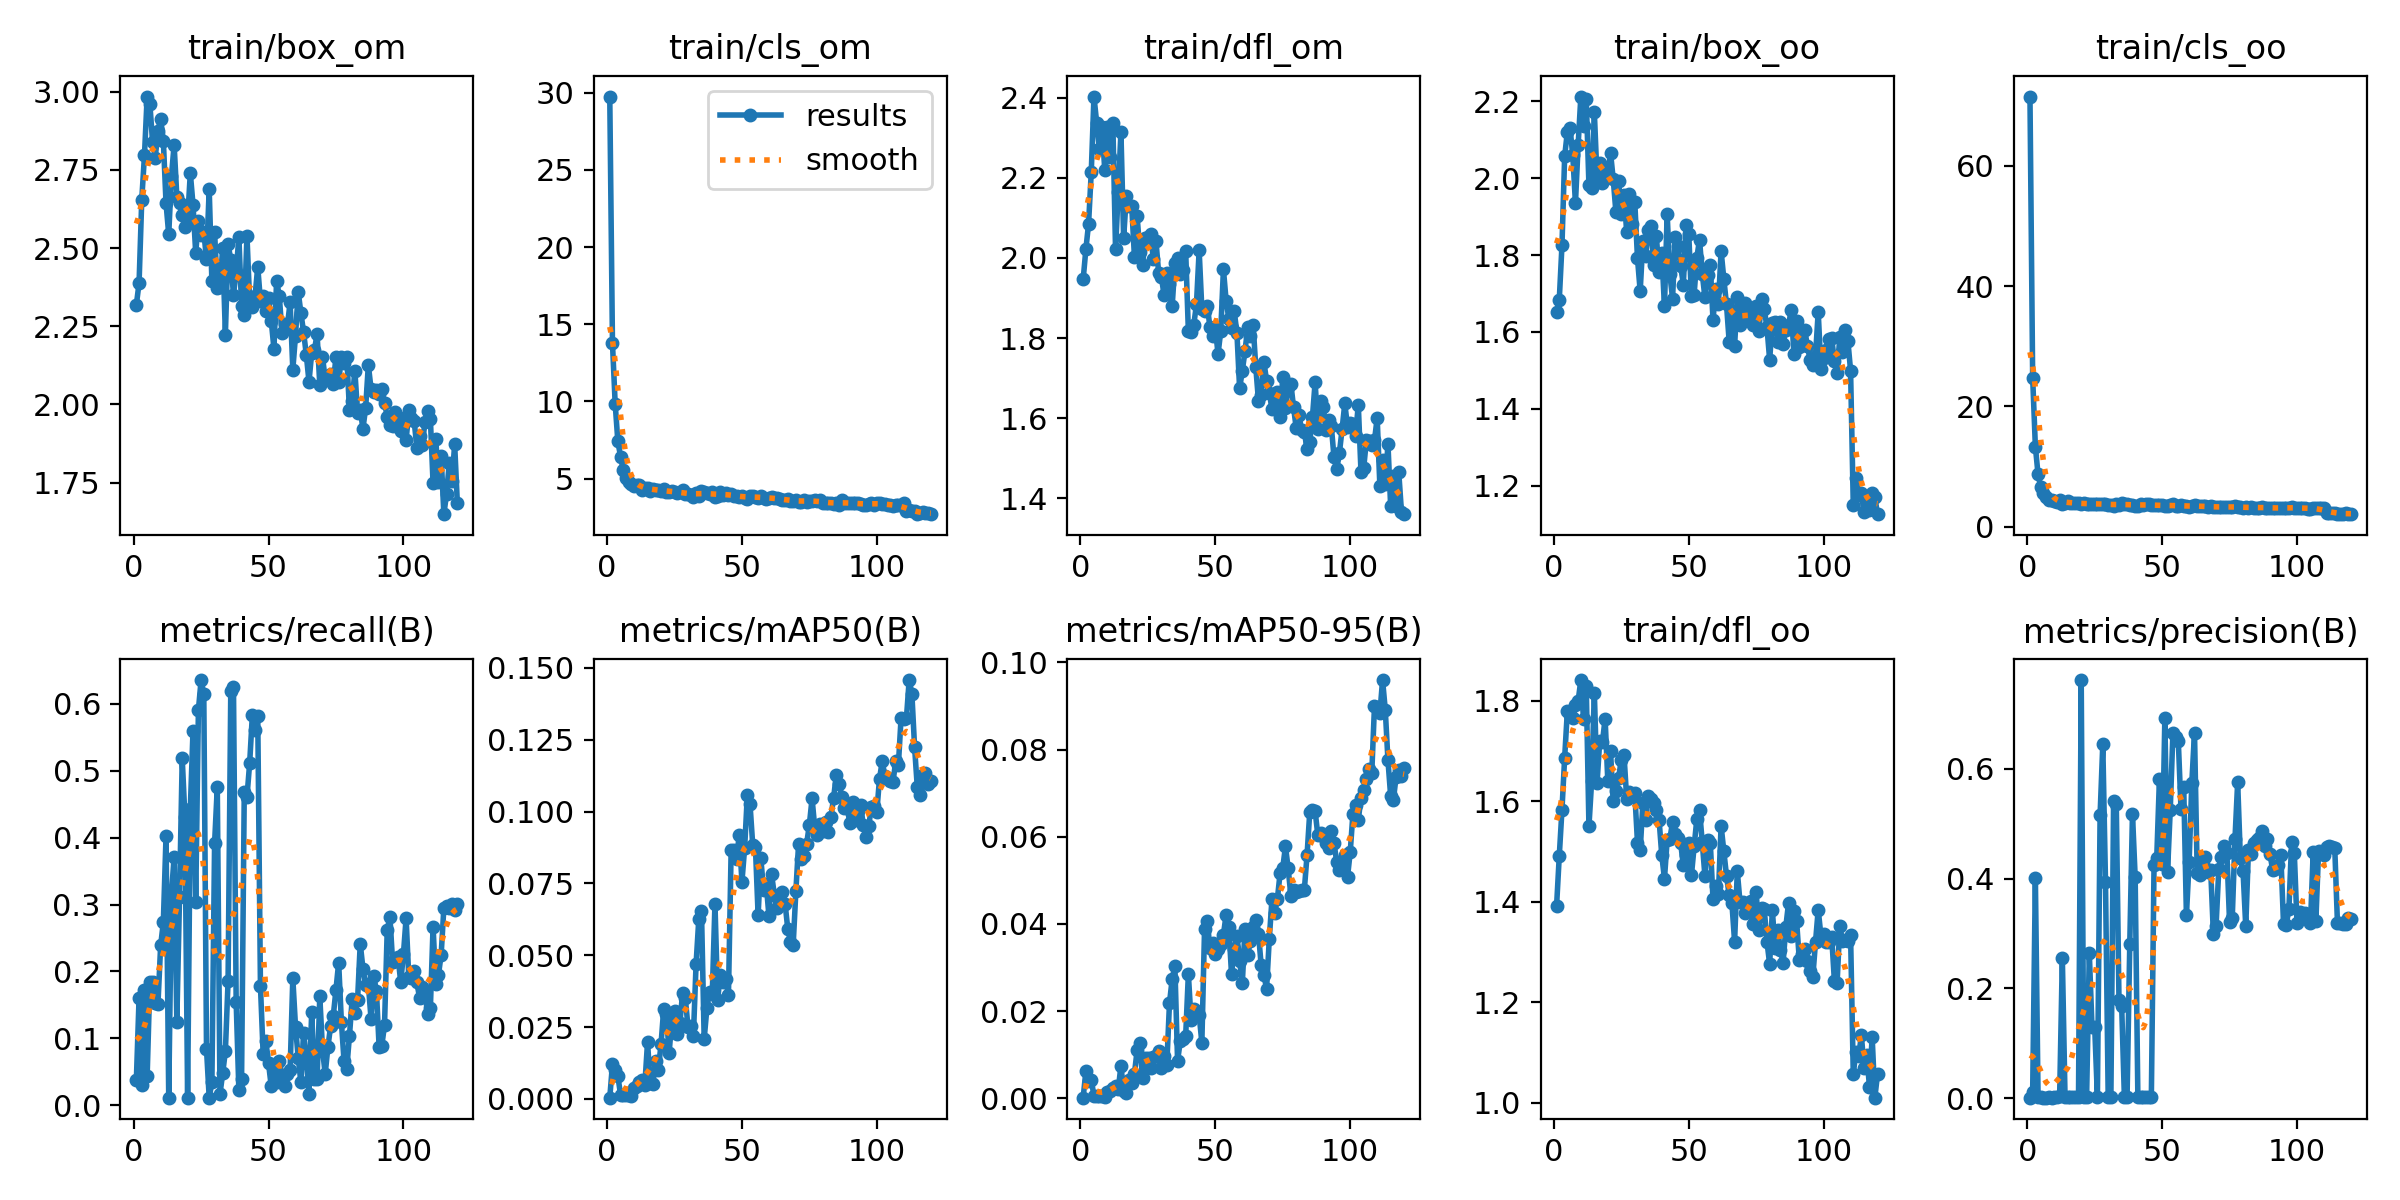 train/box_om
train/cls_om
train/dfl_om
train/box_oo
train/cls_oo
3.00
2.75
2.50
2.25
2.00
1.75
0 50 100
30
25
20
15
10
5
0 50 100
results
smooth
2.4
2.2
2.0
1.8
1.6
1.4
0 50 100
2.2
2.0
1.8
1.6
1.4
1.2
0 50 100
60
40
20
0
0 50 100
metrics/recall(B)
metrics/mAP50(B)
metrics/mAP50-95(B)
train/dfl_oo
metrics/precision(B)
0.6
0.5
0.4
0.3
0.2
0.1
0.0
0 50 100
0.150
0.125
0.100
0.075
0.050
0.025
0.000
0 50 100
0.10
0.08
0.06
0.04
0.02
0.00
0 50 100
1.8
1.6
1.4
1.2
1.0
0 50 100
0.6
0.4
0.2
0.0
0 50 100